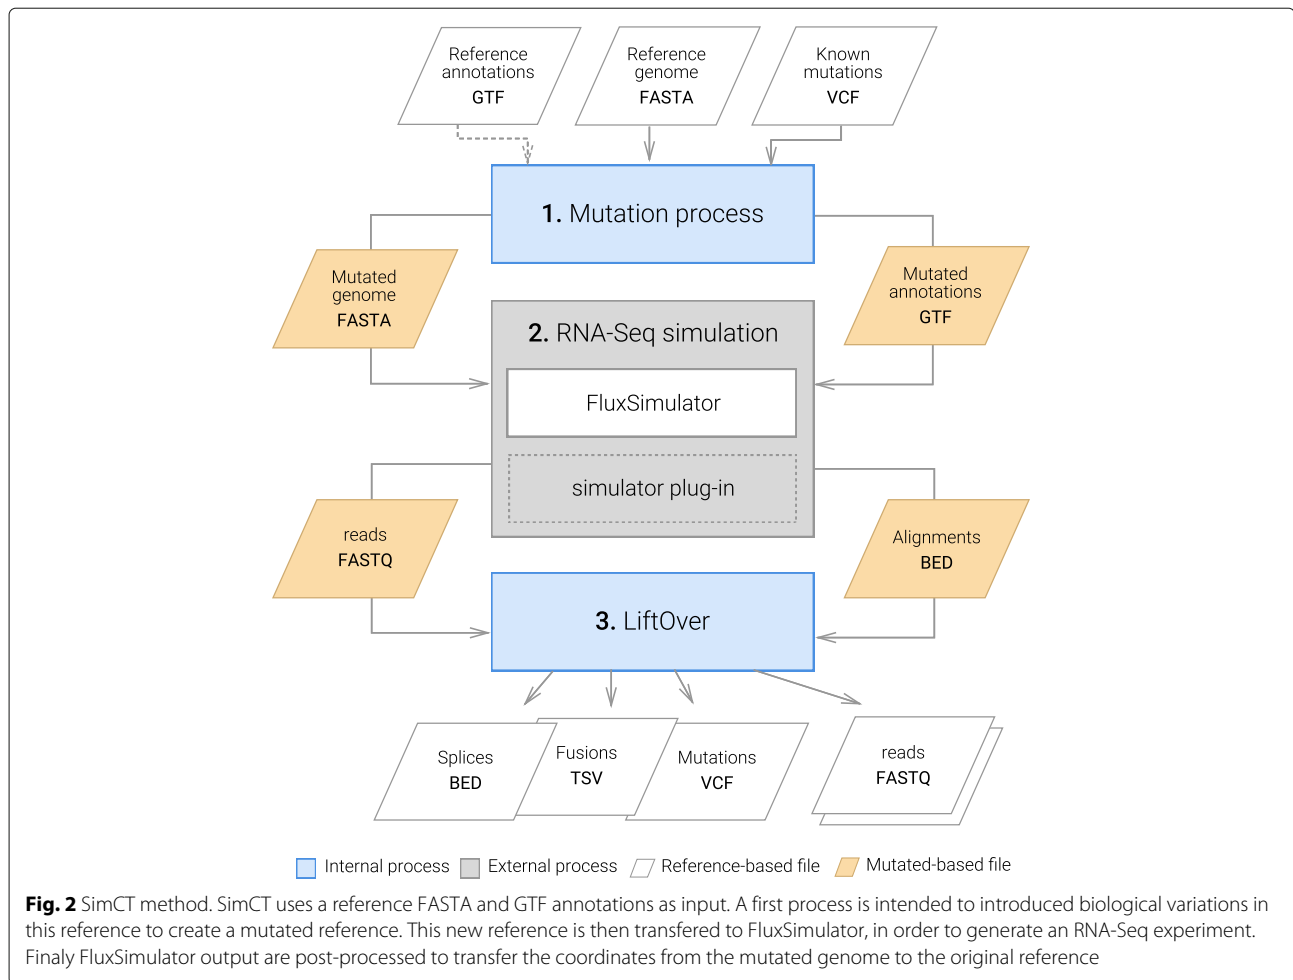 Reference
annotations
GTF
Reference
genome
FASTA
Known
mutations
VCF
1. Mutation process
Mutated
genome
FASTA
Mutated
annotations
GTF
2. RNA-Seq simulation
FluxSimulator
simulator plug-in
reads
FASTQ
Alignments
BED
3. LiftOver
Splices
BED
Fusions
TSV
Mutations
VCF
reads
FASTQ
Internal process
External process
Reference-based file
Mutated-based file
Fig. 2 SimCT method. SimCT uses a reference FASTA and GTF annotations as input. A first process is intended to introduced biological variations in
this reference to create a mutated reference. This new reference is then transfered to FluxSimulator, in order to generate an RNA-Seq experiment.
Finaly FluxSimulator output are post-processed to transfer the coordinates from the mutated genome to the original reference